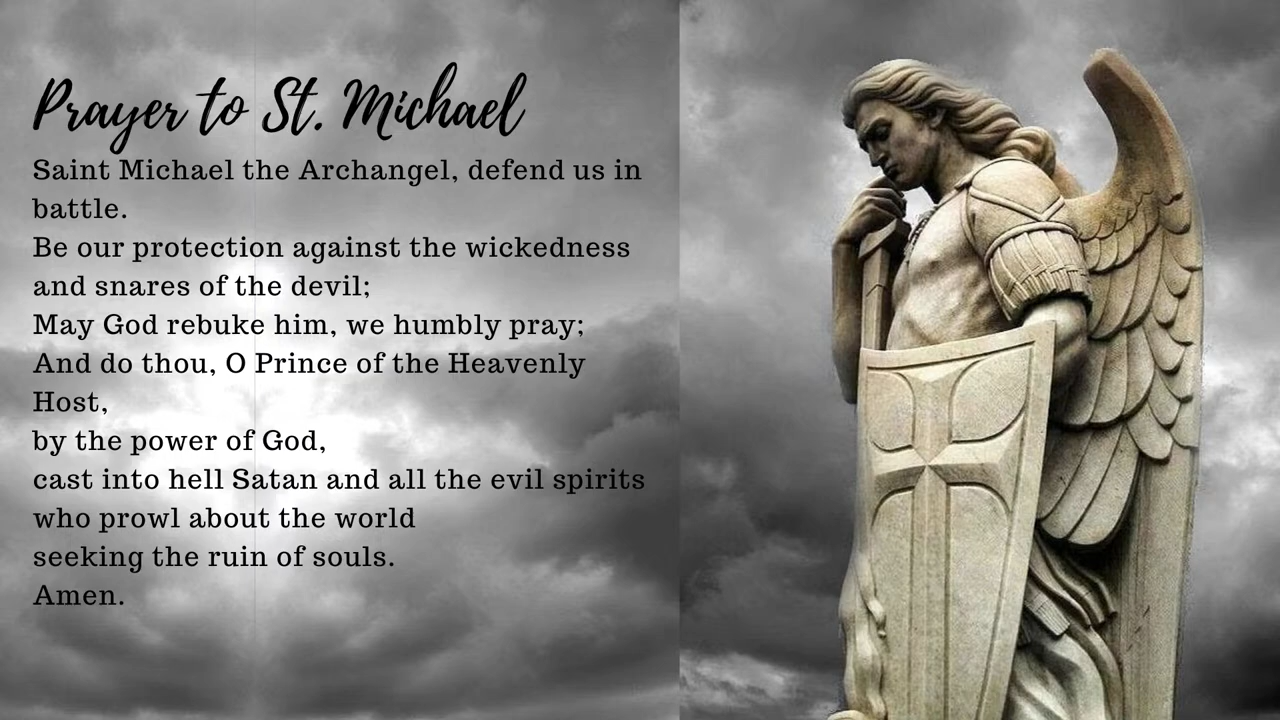 Prayer to St. Michael
Saint Michael the Archangel, defend us in
battle.
Be our protection against the wickedness
and snares of the devil;
May God rebuke him, we humbly pray;
And do thou, O Prince of the Heavenly
Host,
by the power of God,
cast into hell Satan and all the evil spirits
who prowl about the world
seeking the ruin of souls.
Amen.